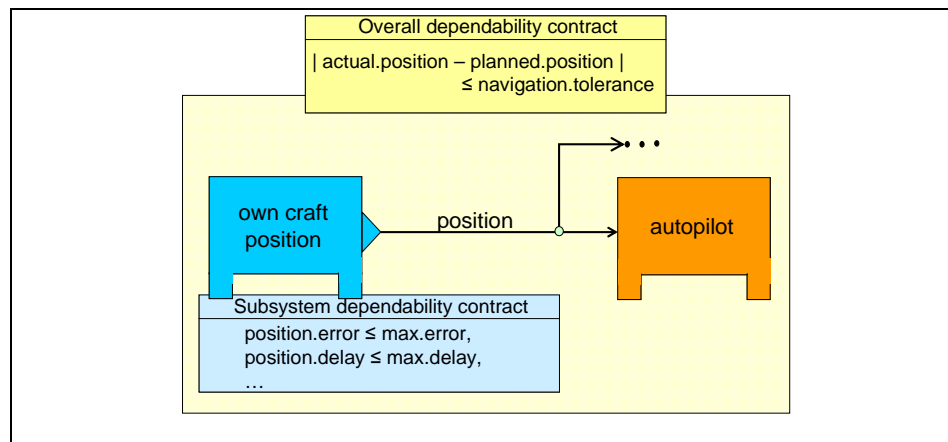 Overall dependability contract
| actual.position – planned.position |
≤ navigation.tolerance
• • •
own craft
position
position
autopilot
Subsystem dependability contract
position.error ≤ max.error,
position.delay ≤ max.delay,
…